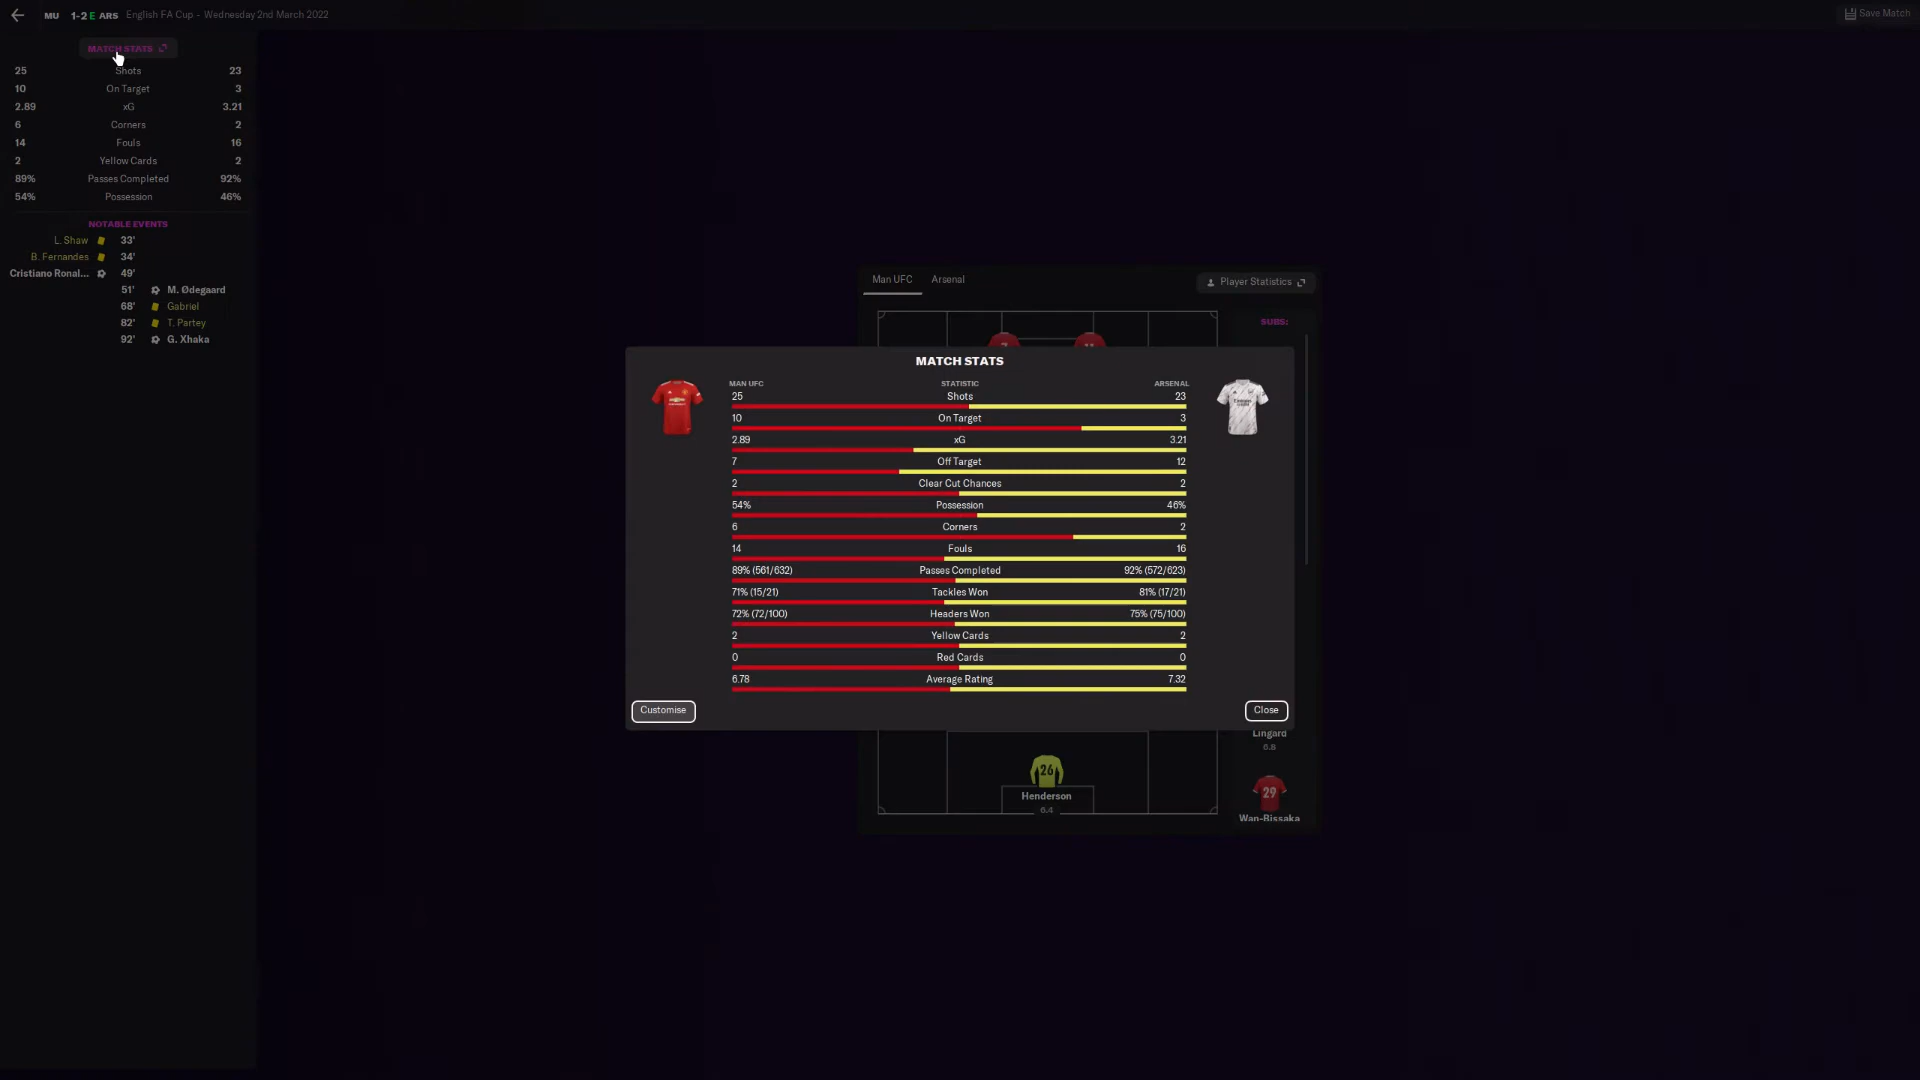 MU 1-2 E ARS English FA Cup - Wednesday 2nd March 2022
Save Match
MATCH STATS
25 Shots 23
10 On Target 3
2.89 xG 3.21
6 Corners 2
14 Fouls 16
2 Yellow Cards 2
89% Passes Completed 92%
54% Possession 46%
NOTABLE EVENTS
L. Shaw 33'
B. Fernandes 34'
Cristiano Ronal... 49'
51' M. Ødegaard
68' Gabriel
82' T. Partey
92' G. Xhaka
Man UFC Arsenal
Player Statistics
SUBS:
MATCH STATS
MAN UFC STATISTIC ARSENAL
25 Shots 23
10 On Target 3
2.89 xG 3.21
7 Off Target 12
2 Clear Cut Chances 2
54% Possession 46%
6 Corners 2
14 Fouls 16
89% (561/632) Passes Completed 92% (572/623)
71% (15/21) Tackles Won 81% (17/21)
72% (72/100) Headers Won 75% (75/100)
2 Yellow Cards 2
0 Red Cards 0
6.78 Average Rating 7.32
Customise
Close
Lingard
6.8
26
Henderson
6.4
29
Wan-Bissaka